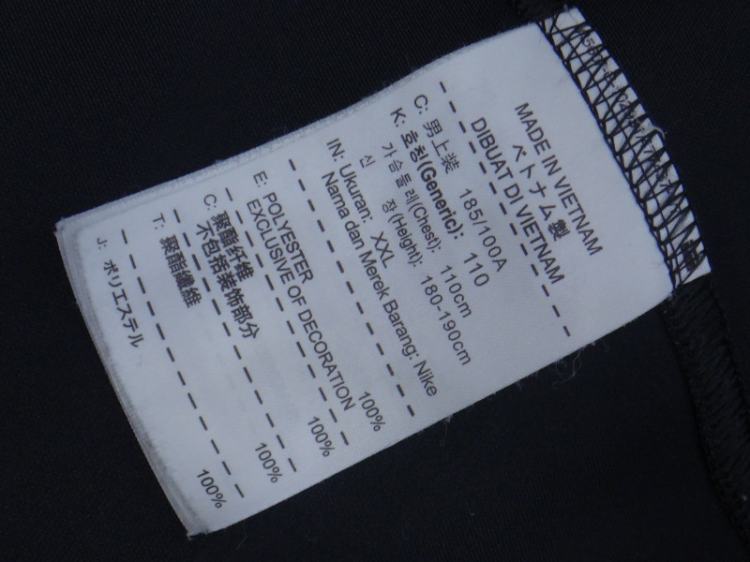 MADE IN VIETNAM
ベトナム製
DIBUAT DI VIETNAM
C: 男上装 185/100A
K: 호칭(Generic): 110
가슴둘레(Chest): 110cm
신 장(Height): 180-190cm
IN: Ukuran: XXL
Nama dan Merek Barang: Nike
E: POLYESTER 100%
EXCLUSIVE OF DECORATION
C: 聚酯纤维 100%
不包括装饰部分
T: 聚酯纖維 100%
J: ポリエステル 100%